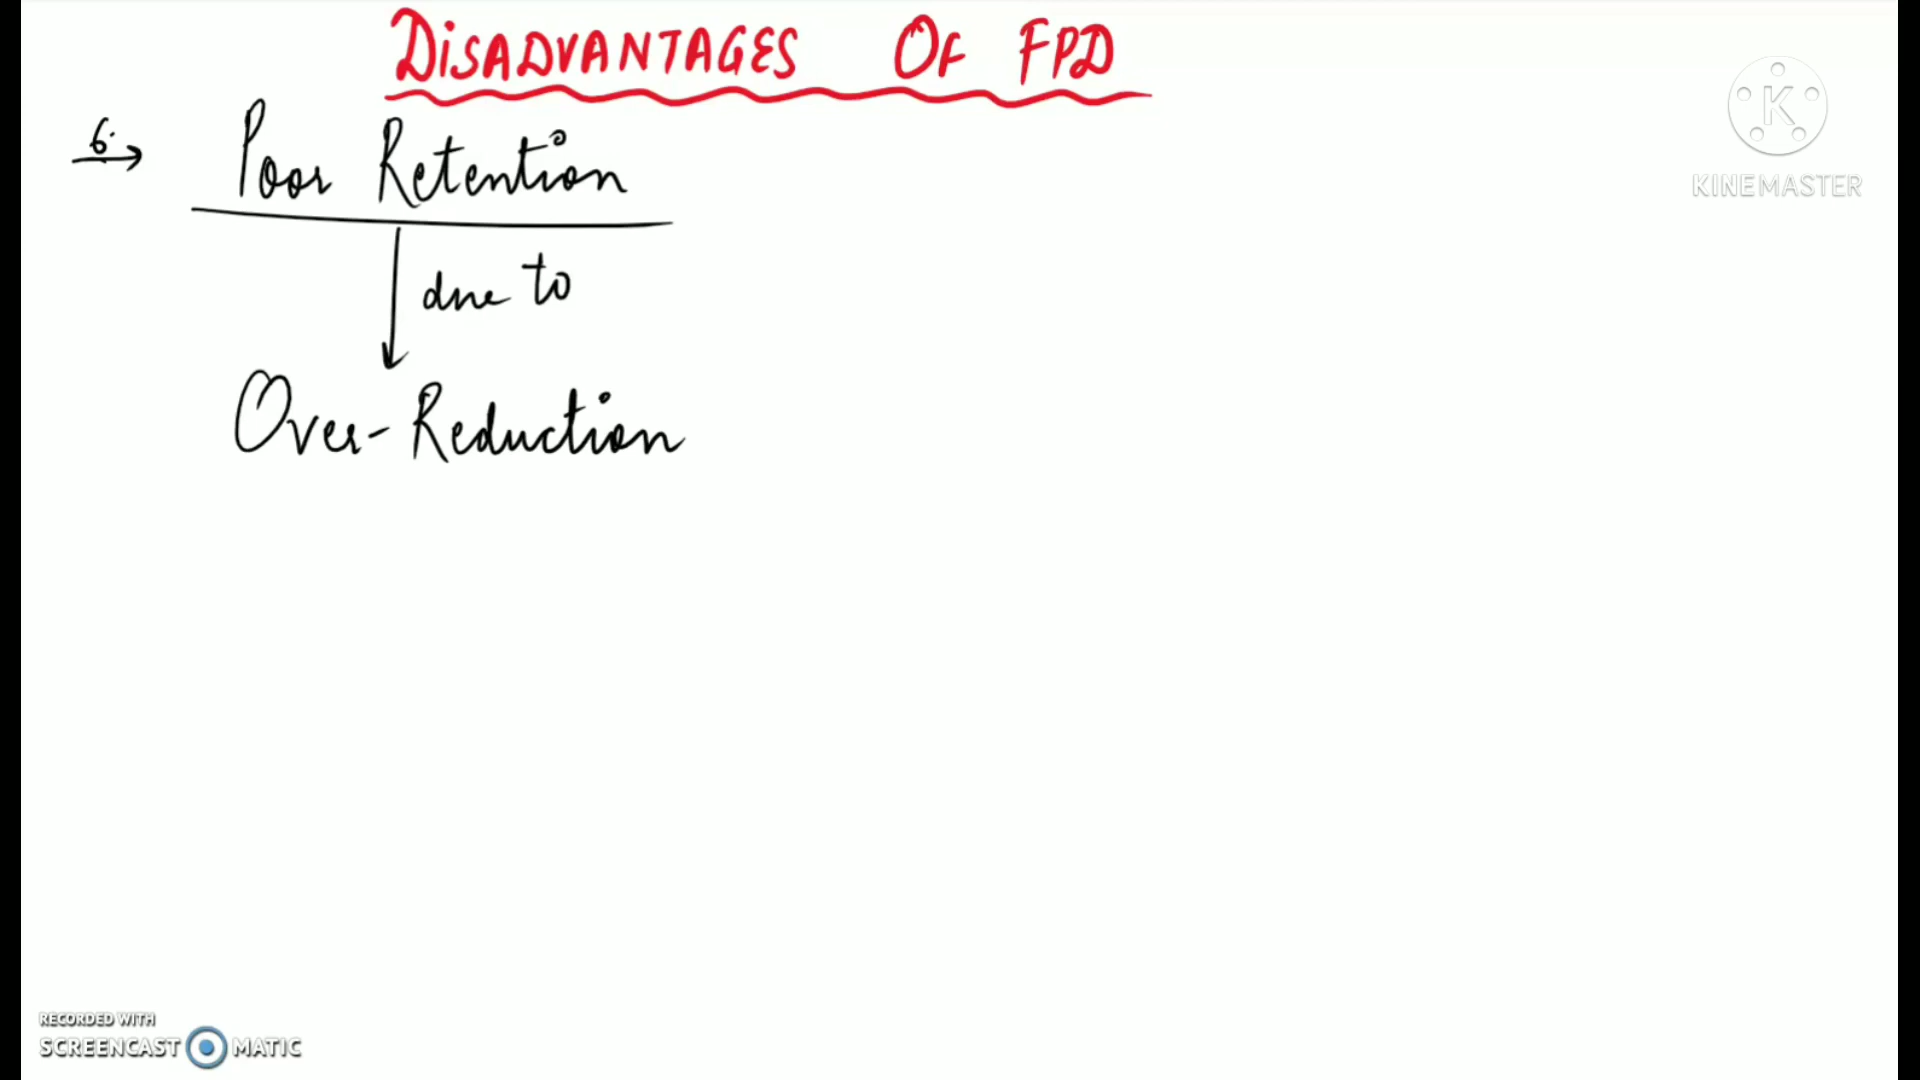 DISADVANTAGES OF FPD
6.
Poor Retention
due to
Over-Reduction
K
KINEMASTER
RECORDED WITH
SCREENCAST MATIC